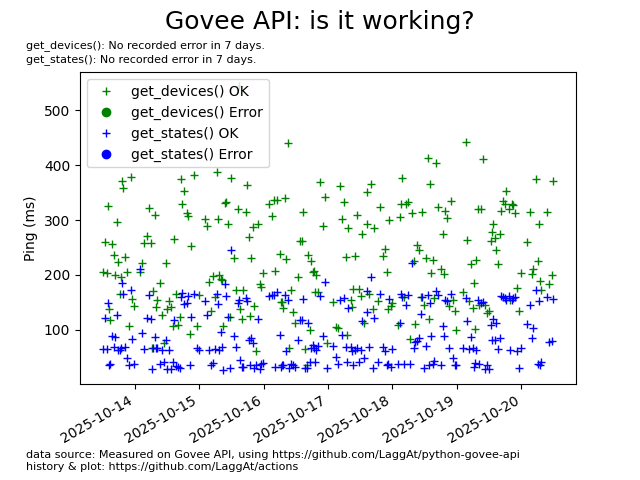 Govee API: is it working?
get_devices(): No recorded error in 7 days.
get_states(): No recorded error in 7 days.
get_devices() OK
get_devices() Error
get_states() OK
get_states() Error
Ping (ms)
500
400
300
200
100
2025-10-14
2025-10-15
2025-10-16
2025-10-17
2025-10-18
2025-10-19
2025-10-20
data source: Measured on Govee API, using https://github.com/LaggAt/python-govee-api
history & plot: https://github.com/LaggAt/actions